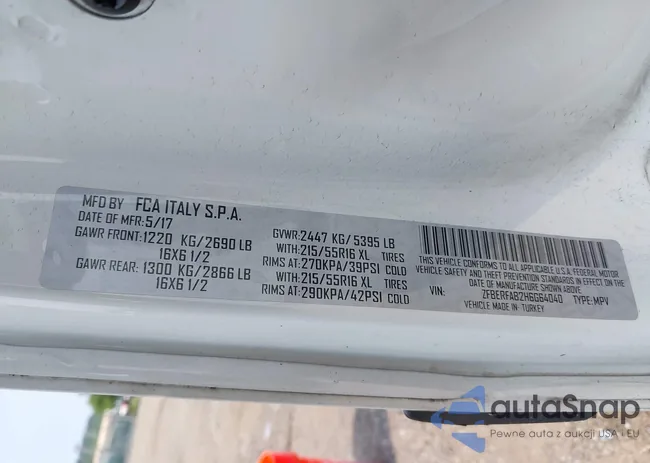 MFD BY FCA ITALY S.P.A.
DATE OF MFR:5/17
GAWR FRONT:1220 KG/2690 LB
16X6 1/2
GAWR REAR: 1300 KG/2866 LB
16X6 1/2
GVWR:2447 KG/5395 LB
WITH:215/55R16 XL TIRES
RIMS AT:270KPA/39PSI COLD
WITH:215/55R16 XL TIRES
RIMS AT:290KPA/42PSI COLD
THIS VEHICLE CONFORMS TO ALL APPLICABLE U.S.A. FEDERAL MOTOR
VEHICLE SAFETY, THEFT PREVENTION STANDARDS IN EFFECT ON THE
DATE OF MANUFACTURE SHOWN ABOVE.
VIN: ZFBERFAB2H6G64040 TYPE:MPV
VEHICLE MADE IN TURKEY
autaSnap
Pewne auta z aukcji USA i EU